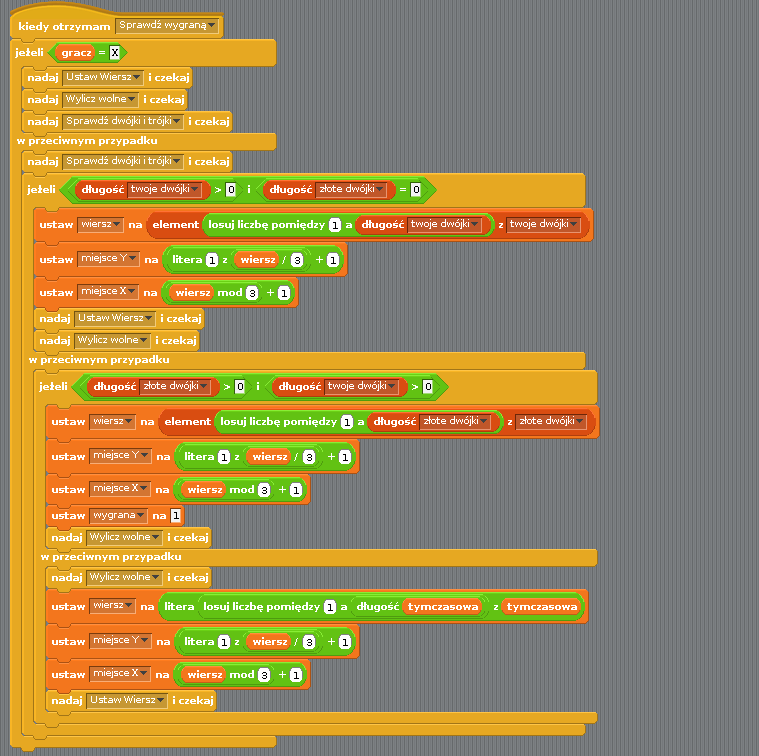 kiedy otrzymam Sprawdź wygraną
jeżeli gracz = X
nadaj Ustaw Wiersz i czekaj
nadaj Wylicz wolne i czekaj
nadaj Sprawdź dwójki i trójki i czekaj
w przeciwnym przypadku
nadaj Sprawdź dwójki i trójki i czekaj
jeżeli długość twoje dwójki > 0 i długość złote dwójki = 0
ustaw wiersz na element losuj liczbę pomiędzy 1 a długość twoje dwójki z twoje dwójki
ustaw miejsce Y na litera 1 z wiersz / 3 + 1
ustaw miejsce X na wiersz mod 3 + 1
nadaj Ustaw Wiersz i czekaj
nadaj Wylicz wolne i czekaj
w przeciwnym przypadku
jeżeli długość złote dwójki > 0 i długość twoje dwójki > 0
ustaw wiersz na element losuj liczbę pomiędzy 1 a długość złote dwójki z złote dwójki
ustaw miejsce Y na litera 1 z wiersz / 3 + 1
ustaw miejsce X na wiersz mod 3 + 1
ustaw wygrana na 1
nadaj Wylicz wolne i czekaj
w przeciwnym przypadku
nadaj Wylicz wolne i czekaj
ustaw wiersz na litera losuj liczbę pomiędzy 1 a długość tymczasowa z tymczasowa
ustaw miejsce Y na litera 1 z wiersz / 3 + 1
ustaw miejsce X na wiersz mod 3 + 1
nadaj Ustaw Wiersz i czekaj